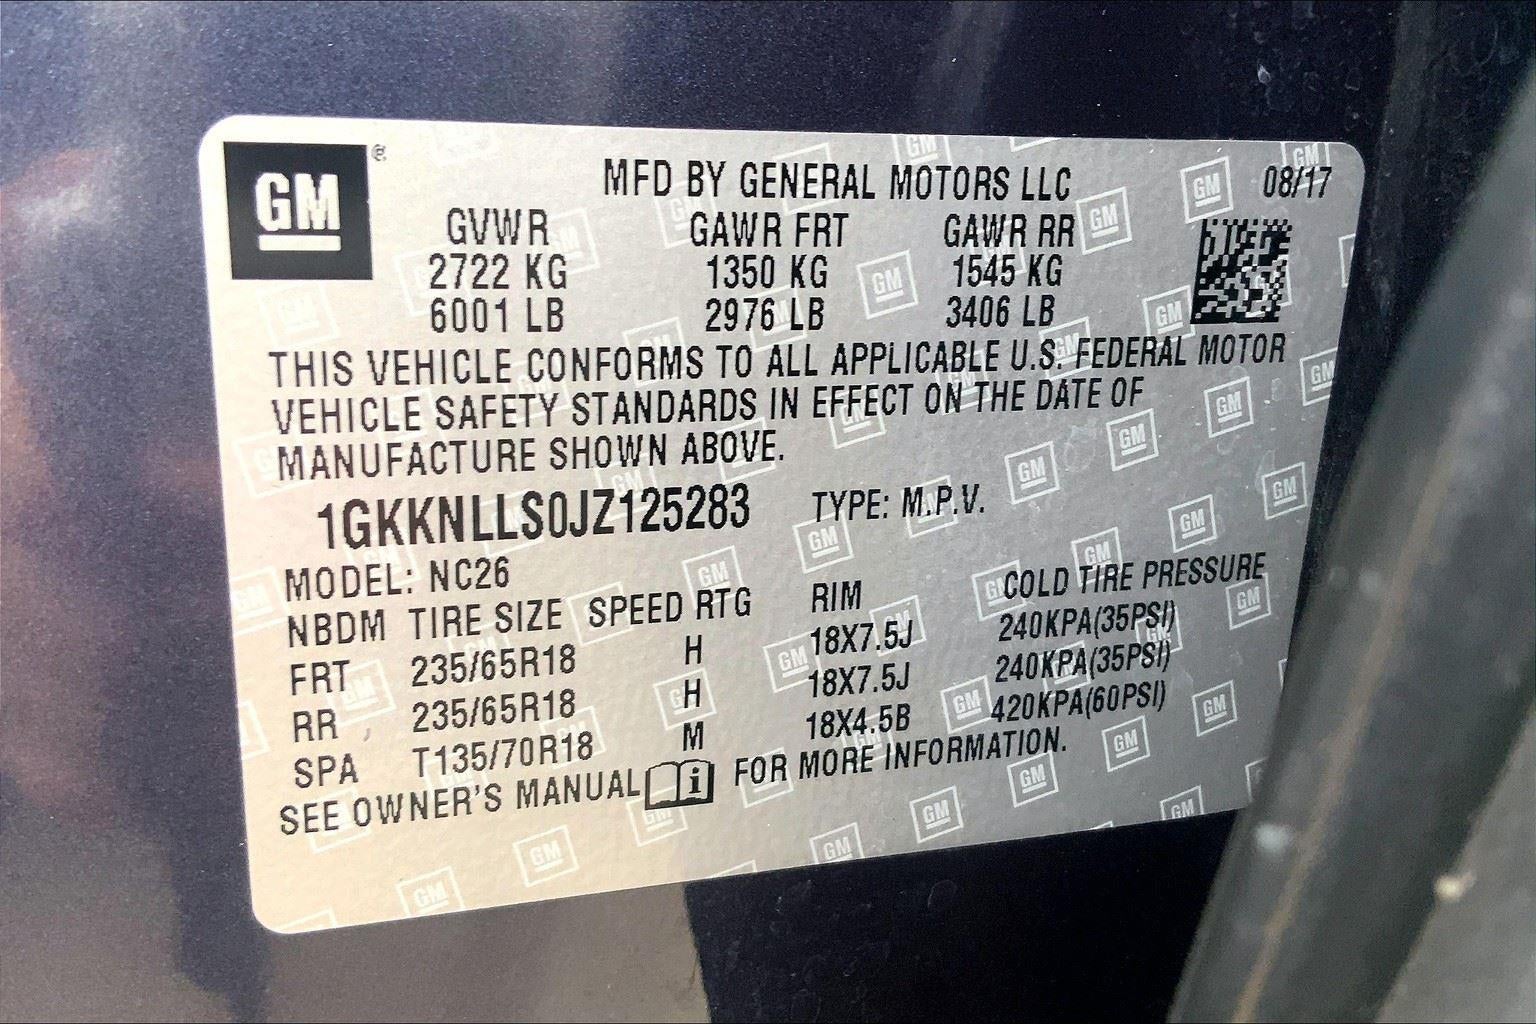 GM ®
MFD BY GENERAL MOTORS LLC 08/17
GVWR GAWR FRT GAWR RR
2722 KG 1350 KG 1545 KG
6001 LB 2976 LB 3406 LB
THIS VEHICLE CONFORMS TO ALL APPLICABLE U.S. FEDERAL MOTOR
VEHICLE SAFETY STANDARDS IN EFFECT ON THE DATE OF
MANUFACTURE SHOWN ABOVE.
1GKKNLLS0JZ125283 TYPE: M.P.V.
MODEL: NC26
NBDM TIRE SIZE SPEED RTG RIM COLD TIRE PRESSURE
FRT 235/65R18 H 18X7.5J 240KPA(35PSI)
RR 235/65R18 H 18X7.5J 240KPA(35PSI)
SPA T135/70R18 M 18X4.5B 420KPA(60PSI)
SEE OWNER'S MANUAL i FOR MORE INFORMATION.